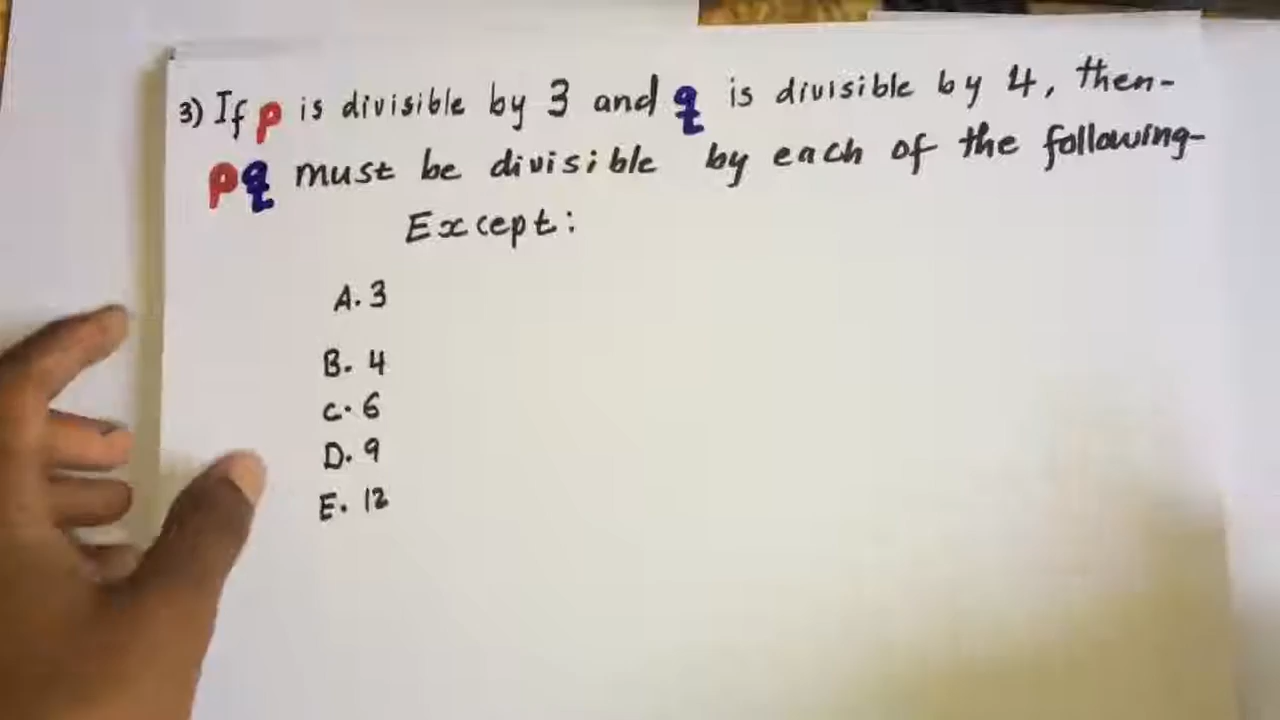 3) If p is divisible by 3 and q is divisible by 4, then-
pq must be divisible by each of the following-
Except:
A. 3
B. 4
C. 6
D. 9
E. 12